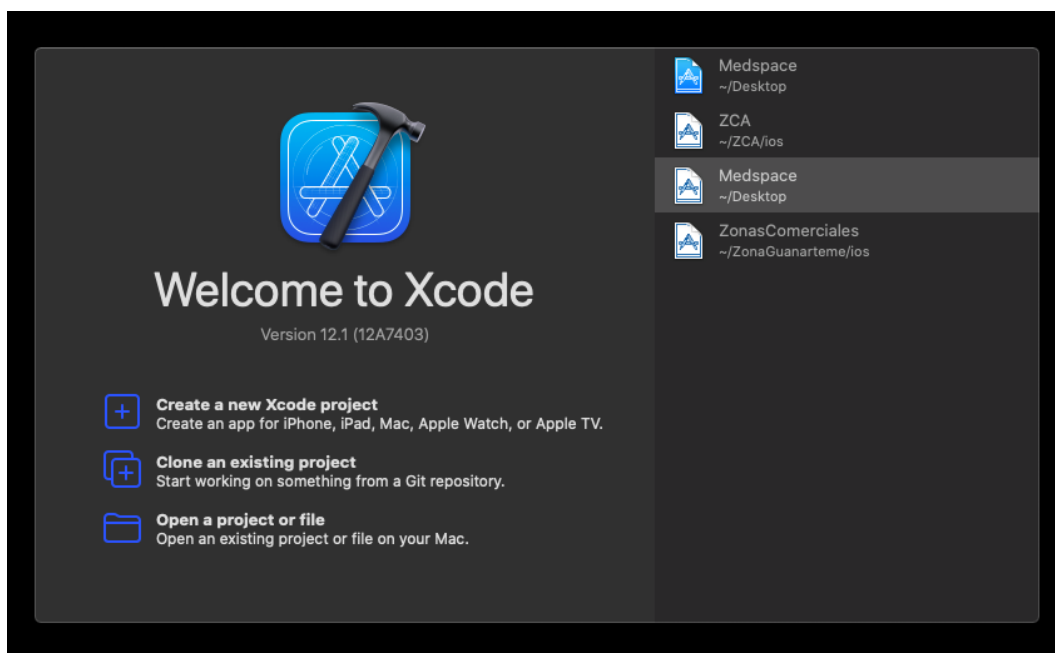 Welcome to Xcode
Version 12.1 (12A7403)
Create a new Xcode project
Create an app for iPhone, iPad, Mac, Apple Watch, or Apple TV.
Clone an existing project
Start working on something from a Git repository.
Open a project or file
Open an existing project or file on your Mac.
Medspace
~/Desktop
ZCA
~/ZCA/ios
Medspace
~/Desktop
ZonasComerciales
~/ZonaGuanarteme/ios